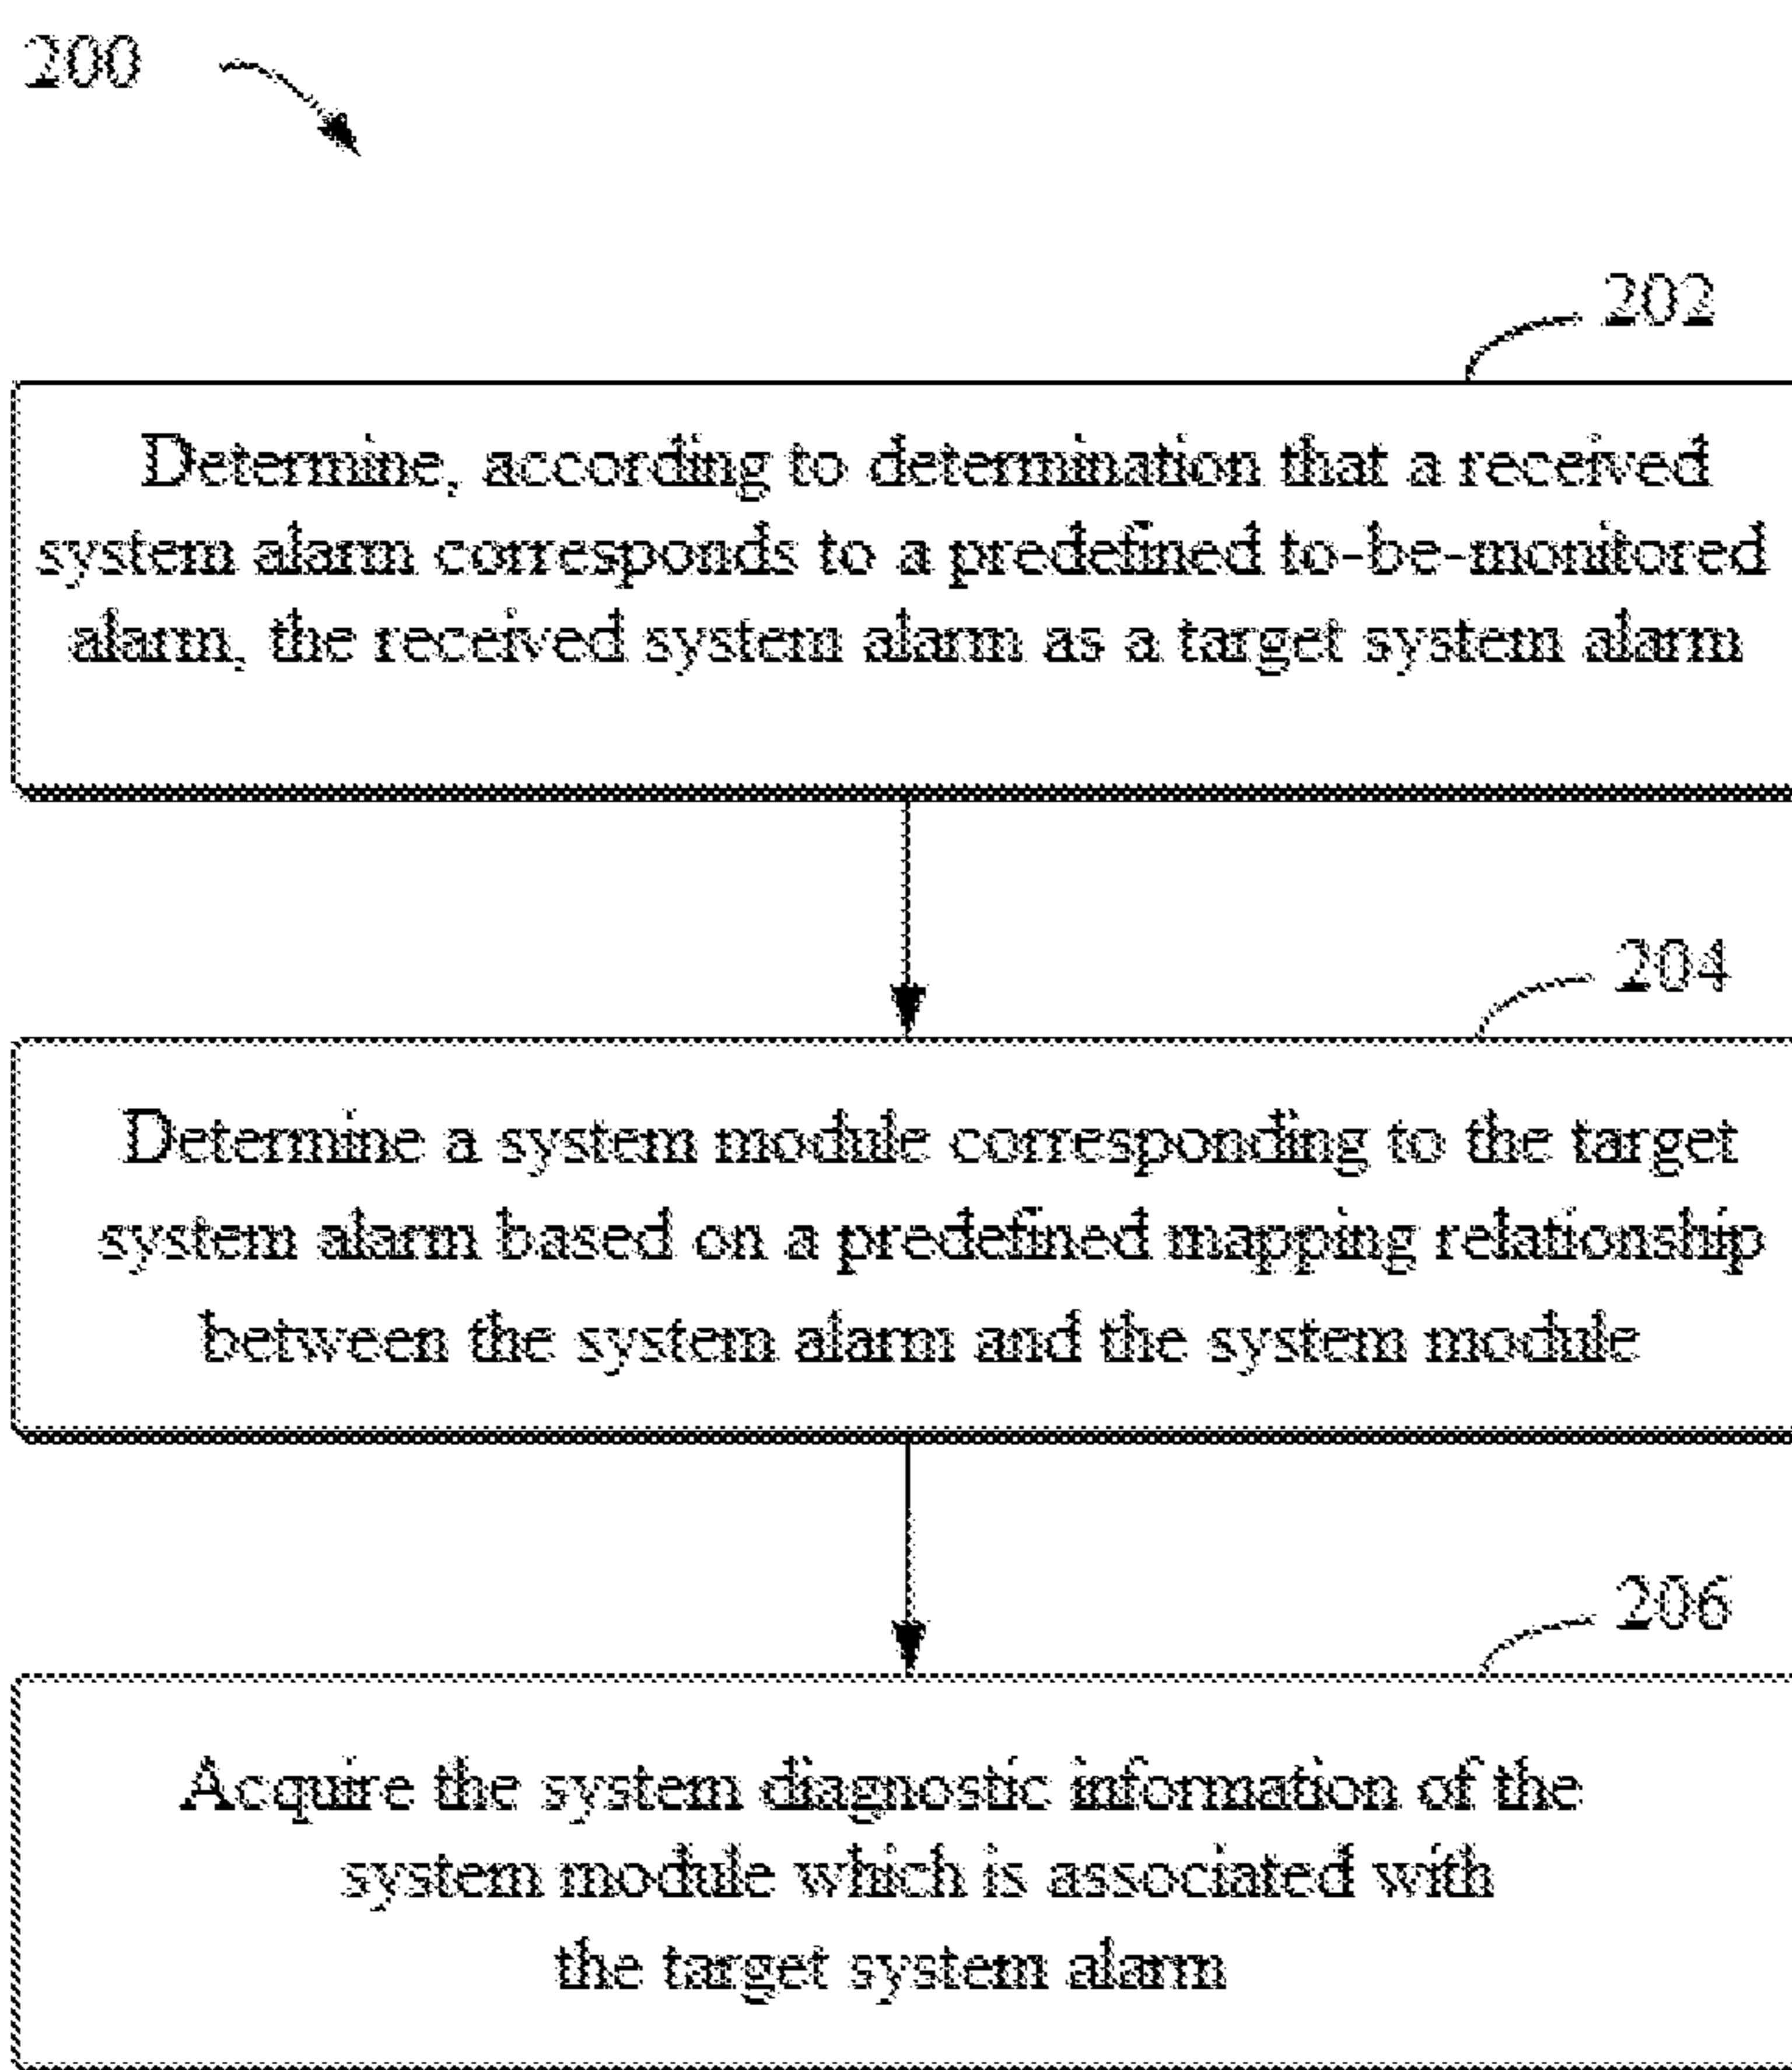 200
202
Determine, according to determination that a received
system alarm corresponds to a predefined to-be-monitored
alarm, the received system alarm as a target system alarm
204
Determine a system module corresponding to the target
system alarm based on a predefined mapping relationship
between the system alarm and the system module
206
Acquire the system diagnostic information of the
system module which is associated with
the target system alarm